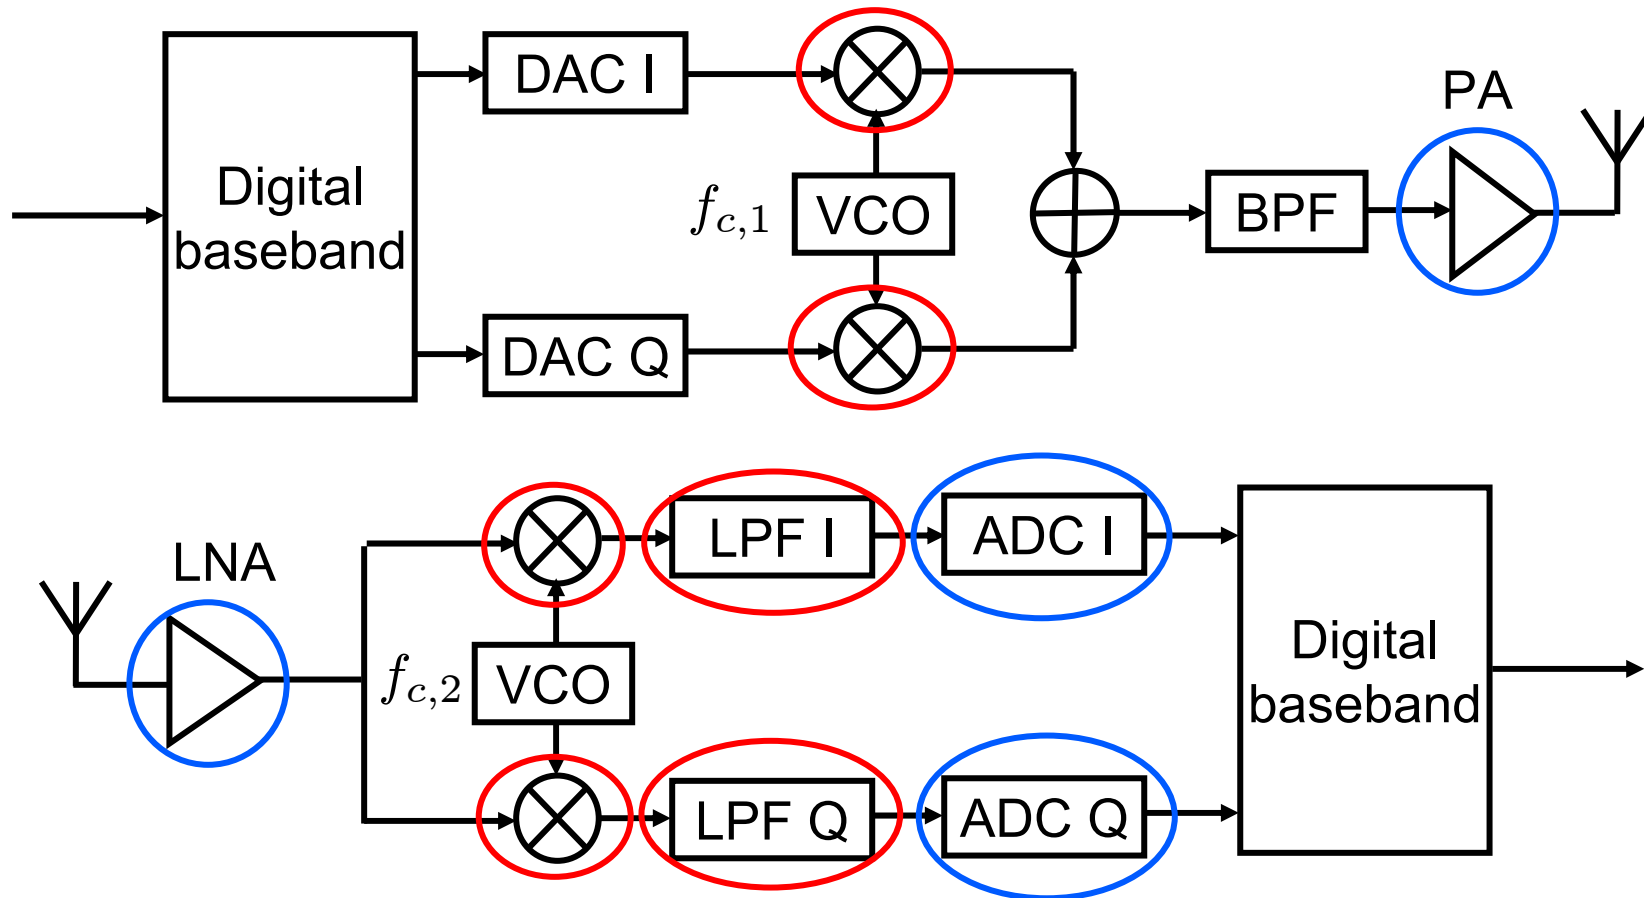 DAC I
PA
Digital
baseband
f_{c,1}
VCO
BPF
DAC Q
LNA
LPF I
ADC I
f_{c,2}
VCO
Digital
baseband
LPF Q
ADC Q